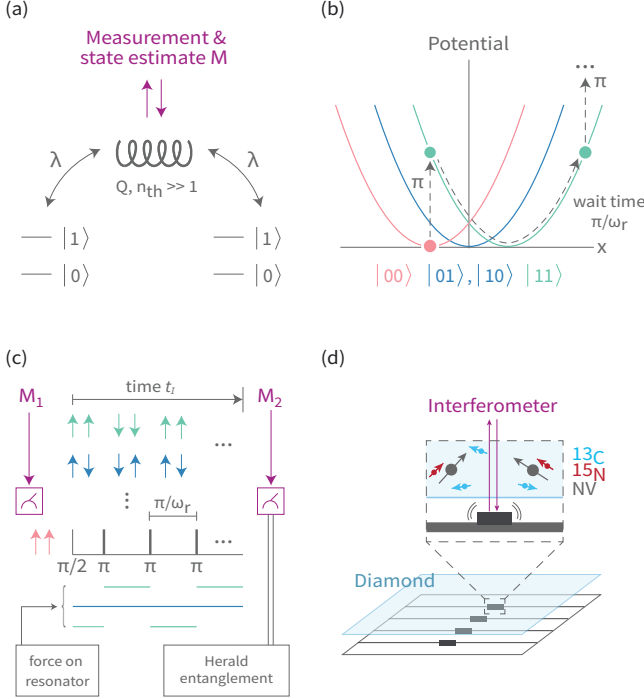 (a)
Measurement &
state estimate M
λ
λ
Q, n_th >> 1
|1⟩
|1⟩
|0⟩
|0⟩
(b)
Potential
...
π
π
wait time
π/ω_r
x
|00⟩ |01⟩,|10⟩ |11⟩
(c)
time t_I
M_1
M_2
...
...
π/ω_r
...
π/2 π π π
force on
resonator
Herald
entanglement
(d)
Interferometer
13C
15N
NV
Diamond